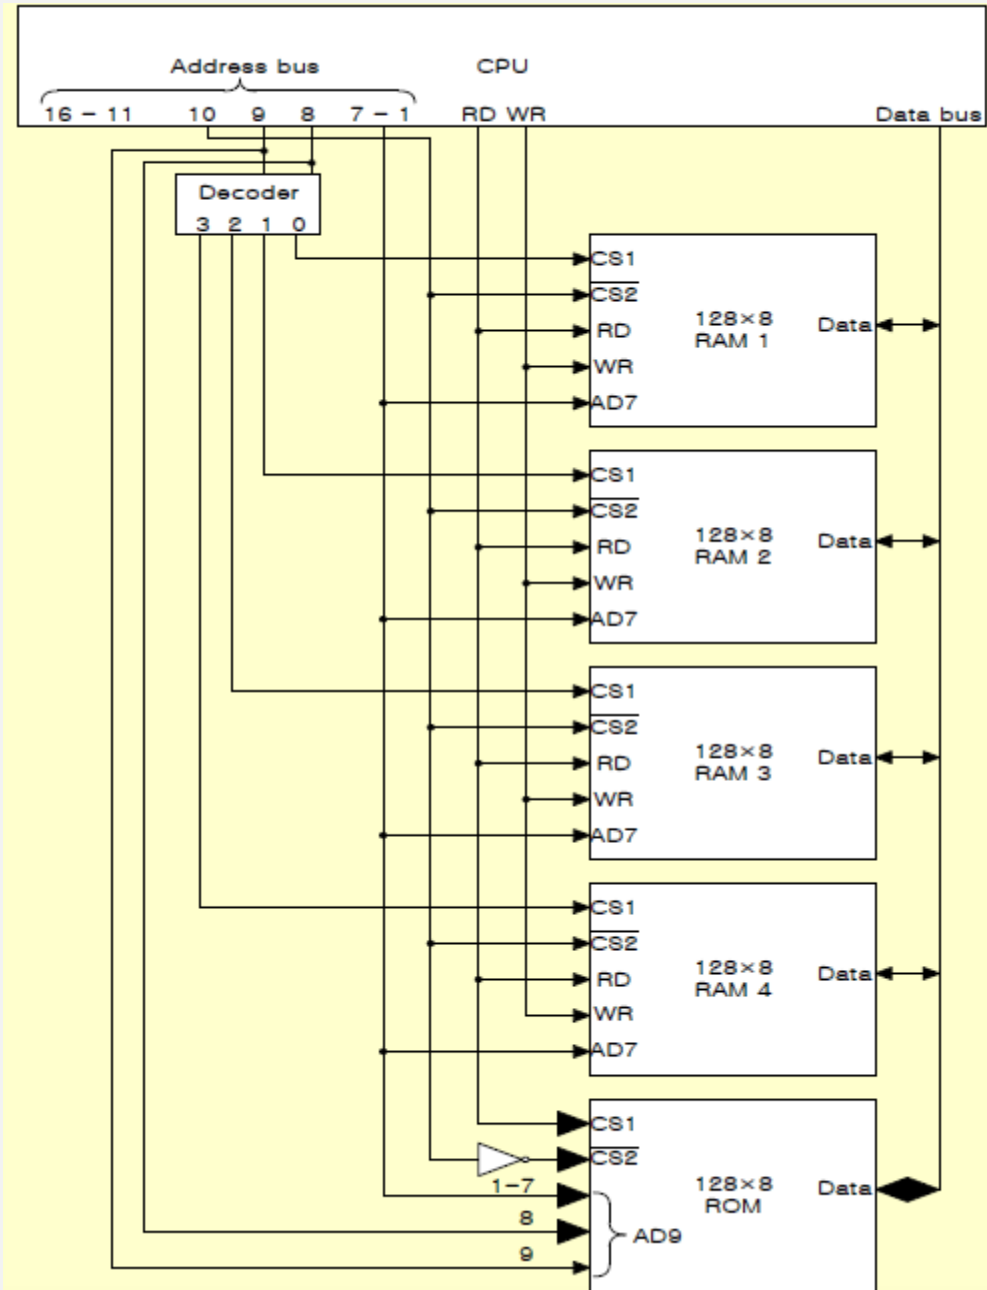 Address bus CPU
16 - 11 10 9 8 7 - 1 RD WR Data bus
Decoder
3 2 1 0
CS1
CS2
RD
WR
AD7
128×8
RAM 1
Data
CS1
CS2
RD
WR
AD7
128×8
RAM 2
Data
CS1
CS2
RD
WR
AD7
128×8
RAM 3
Data
CS1
CS2
RD
WR
AD7
128×8
RAM 4
Data
CS1
CS2
1-7
8
9
AD9
128×8
ROM
Data